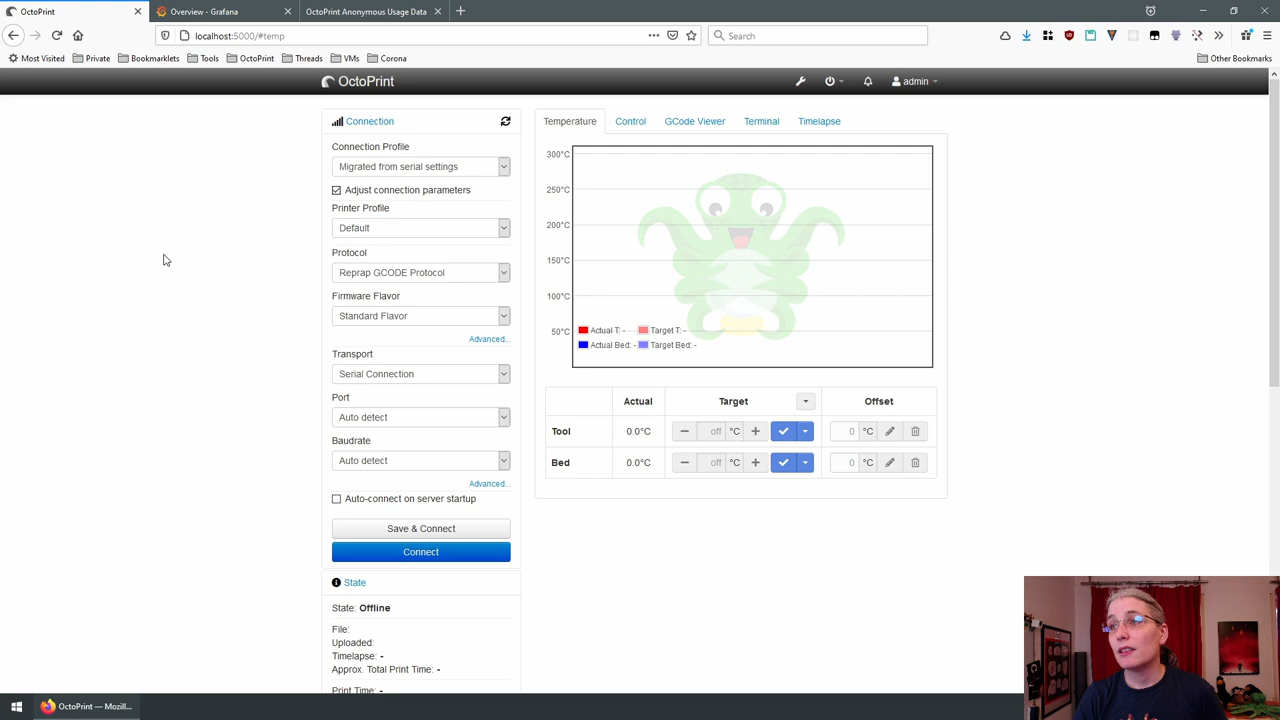 OctoPrint
Overview - Grafana
OctoPrint Anonymous Usage Data
localhost:5000/#temp
Search
Most Visited
Private
Bookmarklets
Tools
OctoPrint
Threads
VMs
Corona
Other Bookmarks
OctoPrint
admin
Connection
Connection Profile
Migrated from serial settings
Adjust connection parameters
Printer Profile
Default
Protocol
Reprap GCODE Protocol
Firmware Flavor
Standard Flavor
Advanced...
Transport
Serial Connection
Port
Auto detect
Baudrate
Auto detect
Advanced...
Auto-connect on server startup
Save & Connect
Connect
State
State: Offline
File:
Uploaded:
Timelapse: -
Approx. Total Print Time: -
Print Time: -
Temperature
Control
GCode Viewer
Terminal
Timelapse
300°C
250°C
200°C
150°C
100°C
50°C
Actual T: -
Target T: -
Actual Bed: -
Target Bed: -
Actual
Target
Offset
Tool
0.0°C
off
°C
0
°C
Bed
0.0°C
off
°C
0
°C
OctoPrint — Mozill...